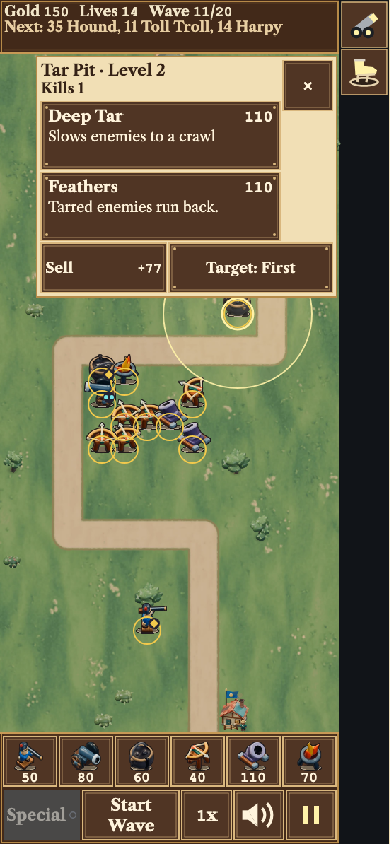 Gold 150 Lives 14 Wave 11/20
Next: 35 Hound, 11 Toll Troll, 14 Harpy
Tar Pit · Level 2
Kills 1
×
Deep Tar 110
Slows enemies to a crawl
Feathers 110
Tarred enemies run back.
Sell +77
Target: First
50 80 60 40 110 70
Special
Start
Wave
1x